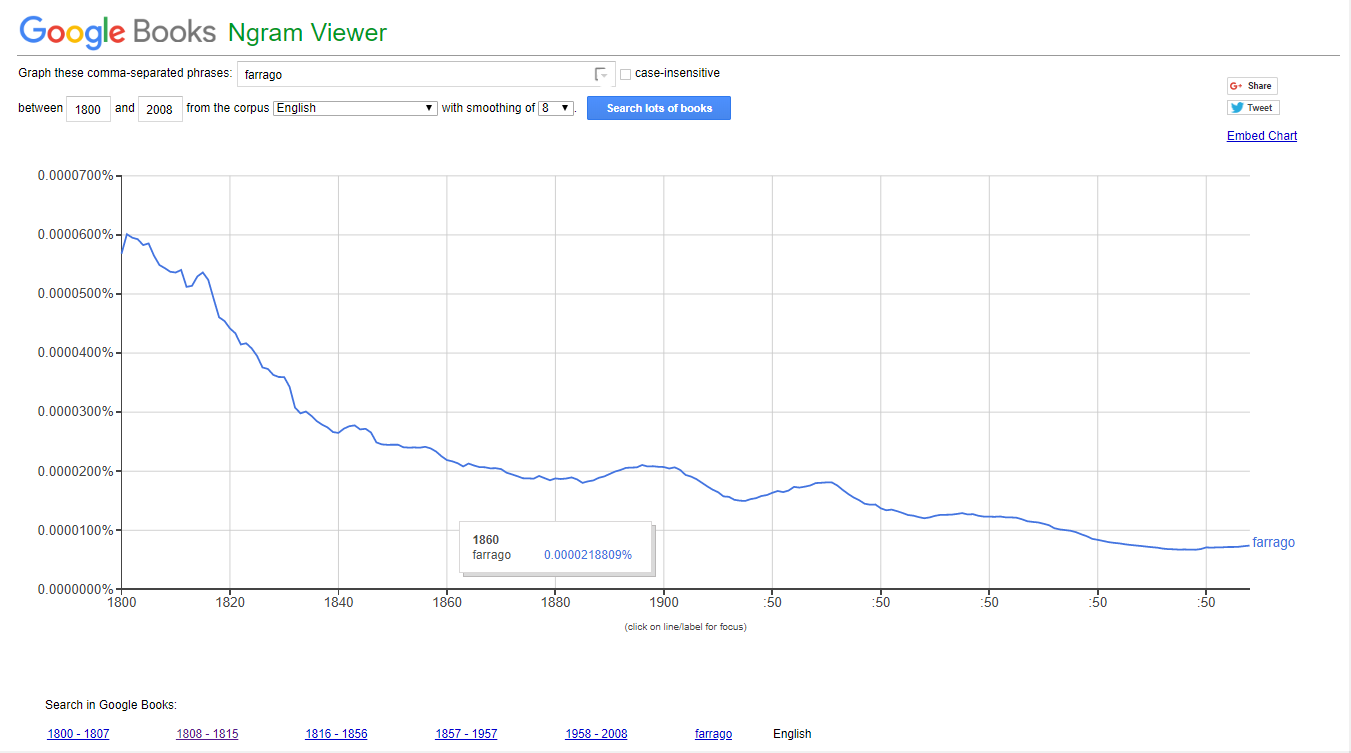 Google Books Ngram Viewer
Graph these comma-separated phrases: farrago case-insensitive
between 1800 and 2008 from the corpus English with smoothing of 8 . Search lots of books
G+ Share
Tweet
Embed Chart
0.0000700%
0.0000600%
0.0000500%
0.0000400%
0.0000300%
0.0000200%
0.0000100%
0.0000000%
1860
farrago 0.0000218809%
farrago
1800 1820 1840 1860 1880 1900 :50 :50 :50 :50 :50
(click on line/label for focus)
Search in Google Books:
1800 - 1807 1808 - 1815 1816 - 1856 1857 - 1957 1958 - 2008 farrago English